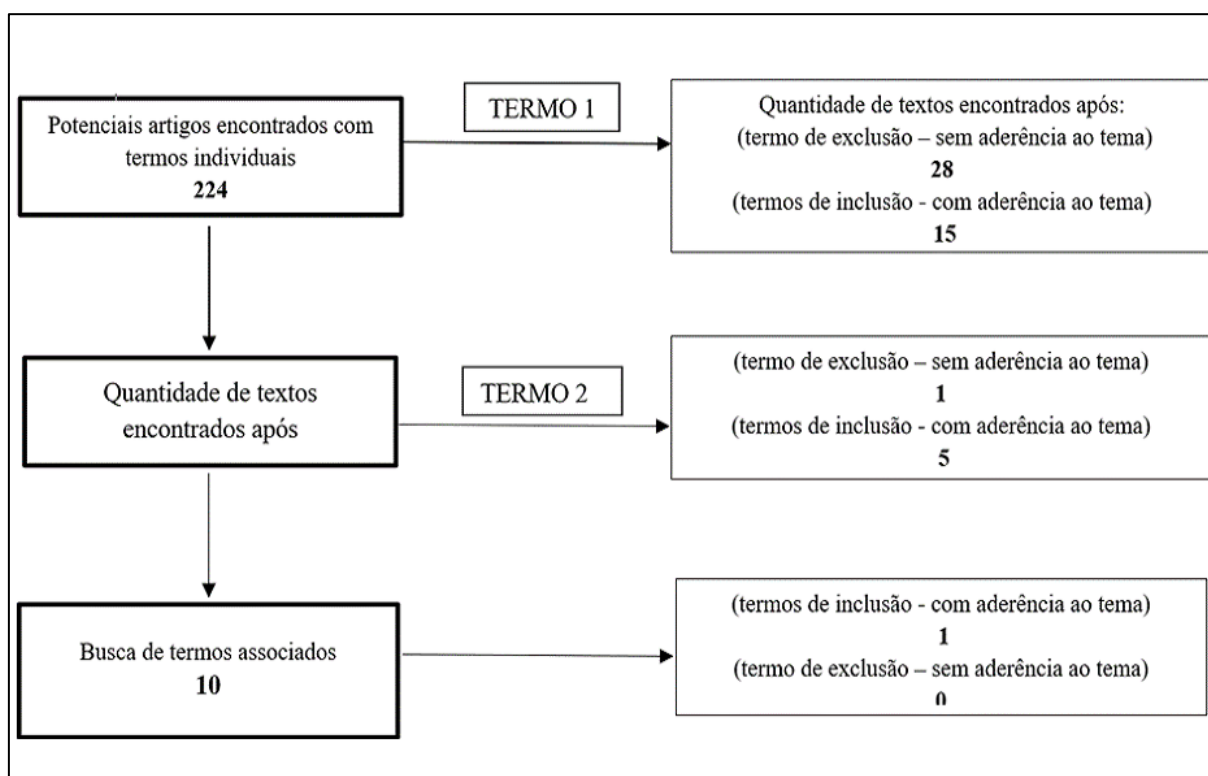 Potenciais artigos encontrados com
termos individuais
224
TERMO 1
Quantidade de textos encontrados após:
(termo de exclusão – sem aderência ao tema)
28
(termos de inclusão - com aderência ao tema)
15
Quantidade de textos
encontrados após
TERMO 2
(termo de exclusão – sem aderência ao tema)
1
(termos de inclusão - com aderência ao tema)
5
Busca de termos associados
10
(termos de inclusão - com aderência ao tema)
1
(termo de exclusão – sem aderência ao tema)
0